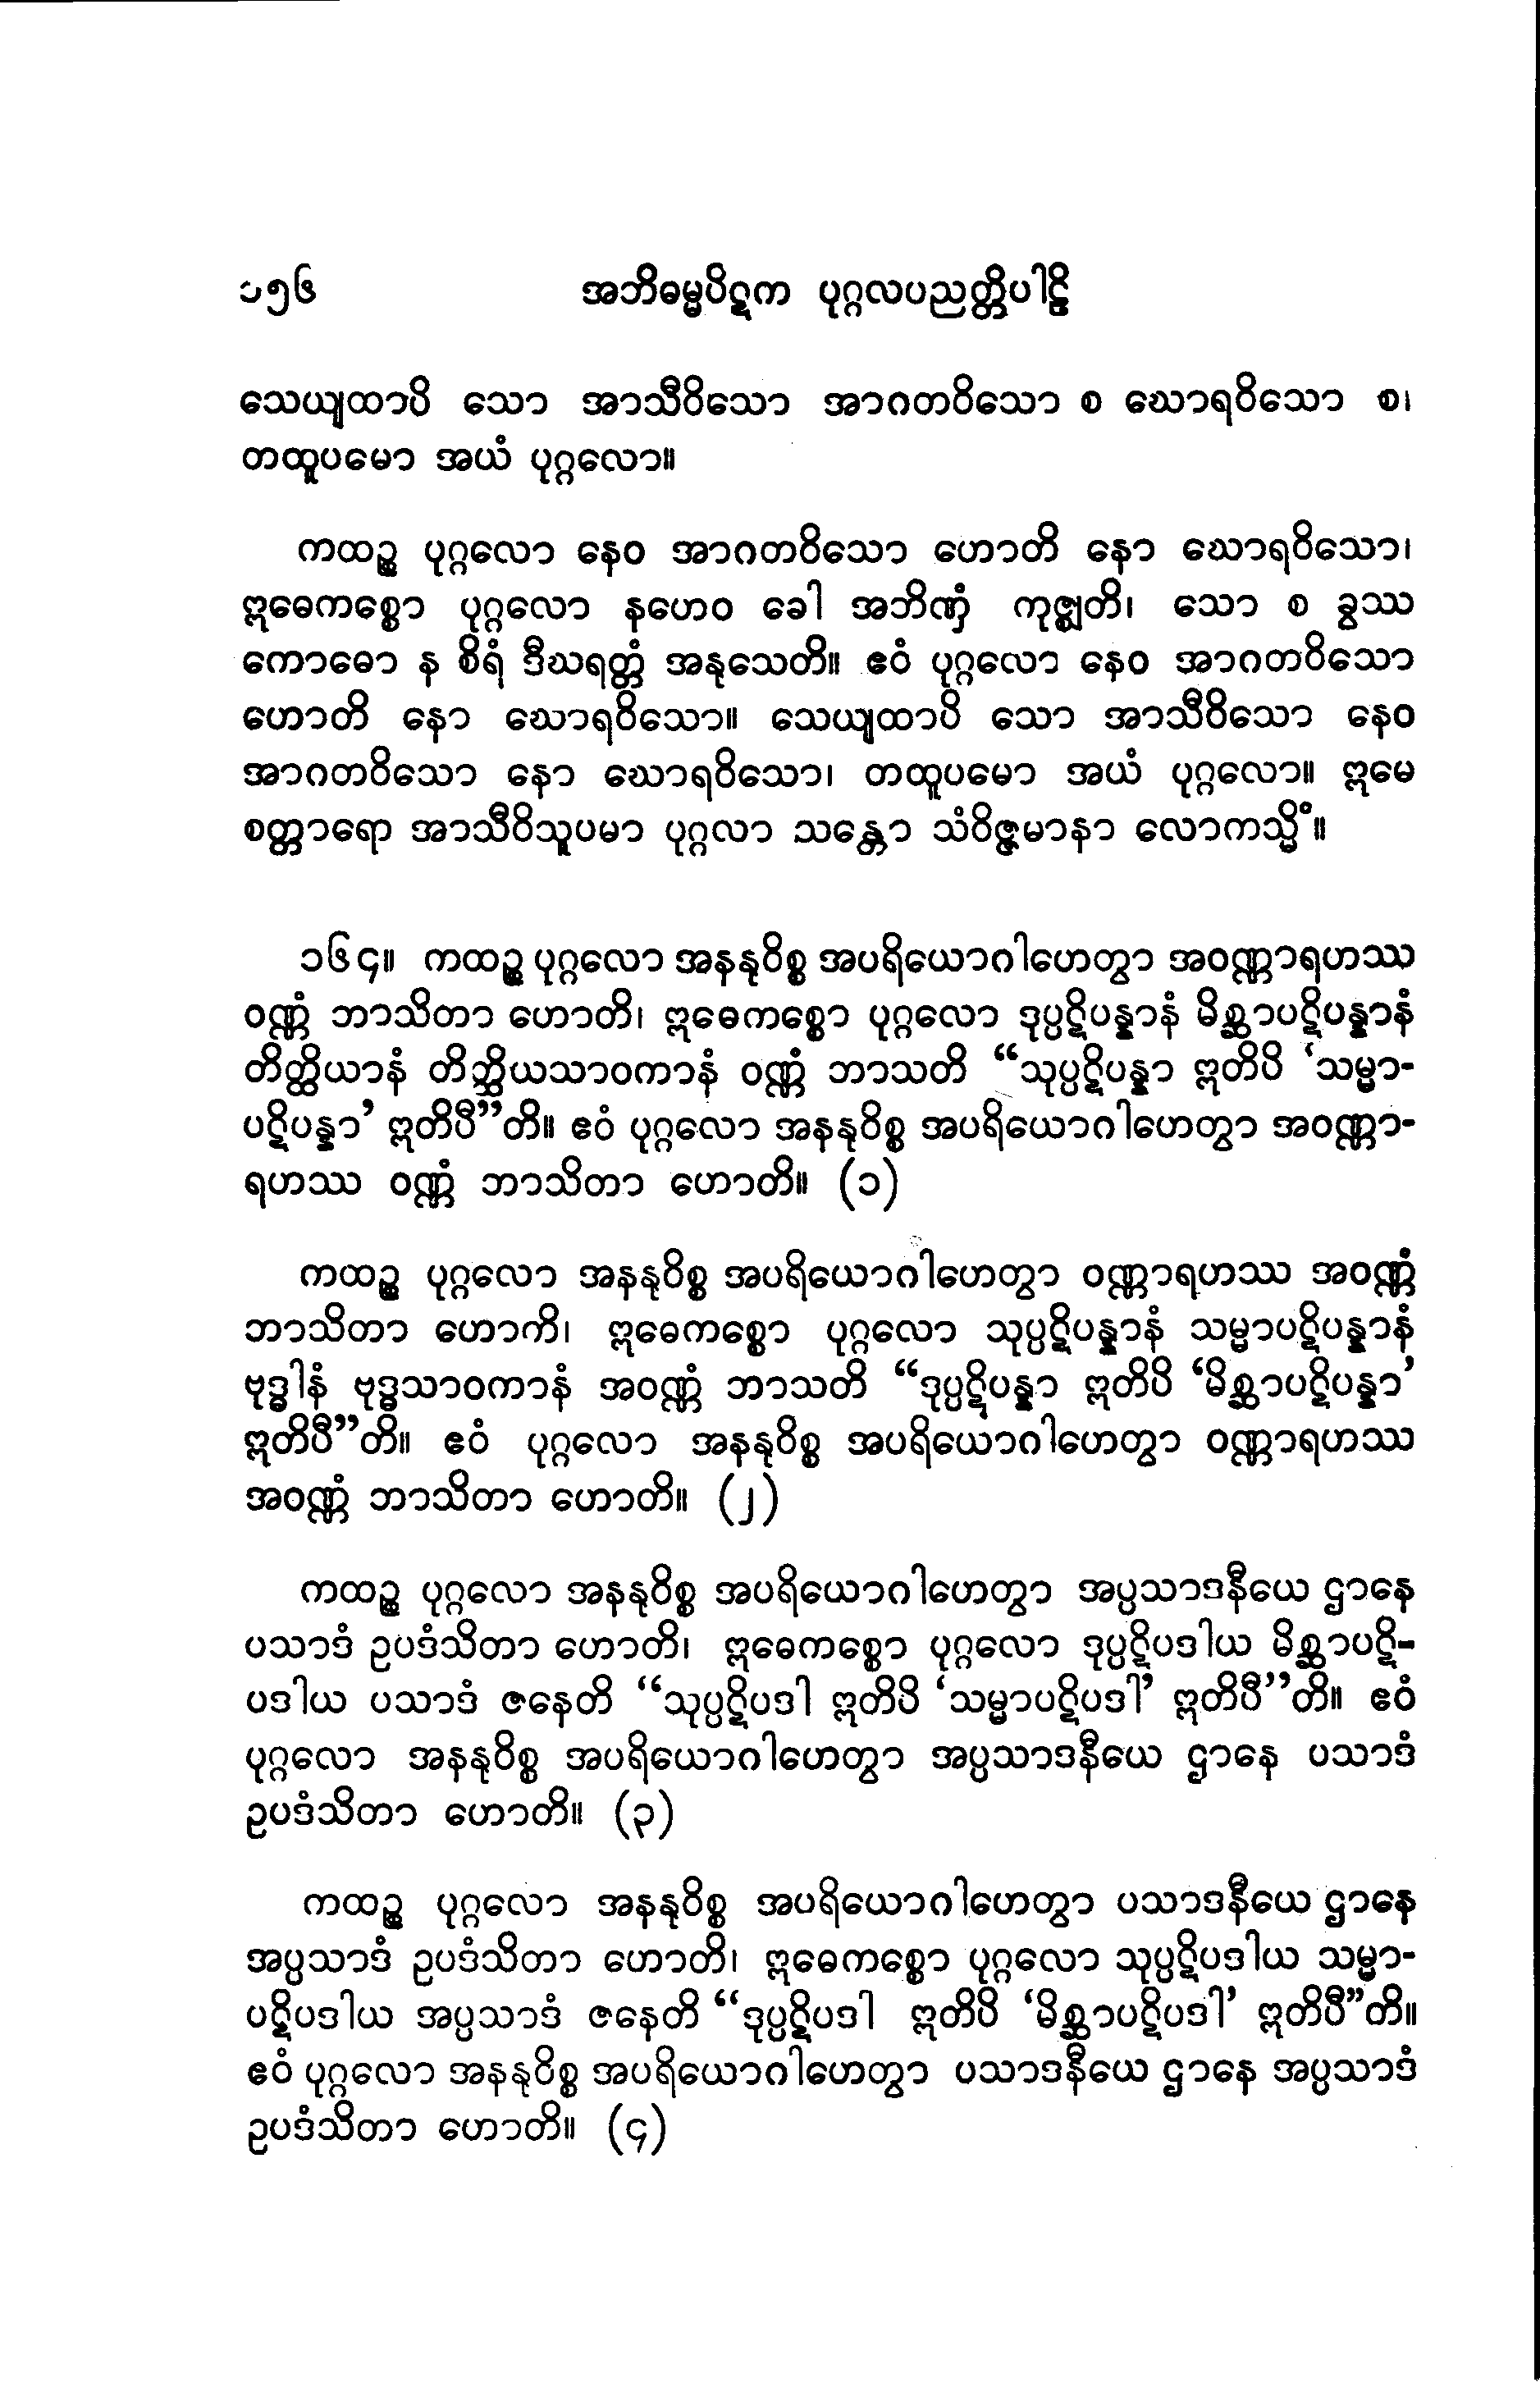 ၁၅၆ အဘိဓမ္မပိဋက ပုဂ္ဂလပညတ္တိပါဠိ
သေယျထာပိ သော အာသီဝိသော အာဂတဝိသော စ ဃောရဝိသော စ၊
တထူပမော အယံ ပုဂ္ဂလော။
ကထဉ္စ ပုဂ္ဂလော နေဝ အာဂတဝိသော ဟောတိ နော ဃောရဝိသော၊
ဣဓေကစ္စော ပုဂ္ဂလော နဟေဝ ခေါ အဘိဏှံ ကုဇ္ဈတိ၊ သော စ ခွဿ
ကောဓော န စိရံ ဒီဃရတ္တံ အနုသေတိ။ ဧဝံ ပုဂ္ဂလော နေဝ အာဂတဝိသော
ဟောတိ နော ဃောရဝိသော။ သေယျထာပိ သော အာသီဝိသော နေဝ
အာဂတဝိသော နော ဃောရဝိသော၊ တထူပမော အယံ ပုဂ္ဂလော။ ဣမေ
စတ္တာရော အာသီဝိသူပမာ ပုဂ္ဂလာ သန္တော သံဝိဇ္ဇမာနာ လောကသ္မိံ။
၁၆၄။ ကထဉ္စ ပုဂ္ဂလော အနနုဝိစ္စ အပရိယောဂါဟေတွာ အဝဏ္ဏာရဟဿ
ဝဏ္ဏံ ဘာသိတာ ဟောတိ၊ ဣဓေကစ္စော ပုဂ္ဂလော ဒုပ္ပဋိပန္နာနံ မိစ္ဆာပဋိပန္နာနံ
တိတ္ထိယာနံ တိတ္ထိယသာဝကာနံ ဝဏ္ဏံ ဘာသတိ “သုပ္ပဋိပန္နာ ဣတိပိ ‘သမ္မာ-
ပဋိပန္နာ’ ဣတိပီ”တိ။ ဧဝံ ပုဂ္ဂလော အနနုဝိစ္စ အပရိယောဂါဟေတွာ အဝဏ္ဏာ-
ရဟဿ ဝဏ္ဏံ ဘာသိတာ ဟောတိ။ (၁)
ကထဉ္စ ပုဂ္ဂလော အနနုဝိစ္စ အပရိယောဂါဟေတွာ ဝဏ္ဏာရဟဿ အဝဏ္ဏံ
ဘာသိတာ ဟောကိ၊ ဣဓေကစ္စော ပုဂ္ဂလော သုပ္ပဋိပန္နာနံ သမ္မာပဋိပန္နာနံ
ဗုဒ္ဓါနံ ဗုဒ္ဓသာဝကာနံ အဝဏ္ဏံ ဘာသတိ “ဒုပ္ပဋိပန္နာ ဣတိပိ ‘မိစ္ဆာပဋိပန္နာ’
ဣတိပီ”တိ။ ဧဝံ ပုဂ္ဂလော အနနုဝိစ္စ အပရိယောဂါဟေတွာ ဝဏ္ဏာရဟဿ
အဝဏ္ဏံ ဘာသိတာ ဟောတိ။ (၂)
ကထဉ္စ ပုဂ္ဂလော အနနုဝိစ္စ အပရိယောဂါဟေတွာ အပ္ပသာဒနီယေ ဌာနေ
ပသာဒံ ဥပဒံသိတာ ဟောတိ၊ ဣဓေကစ္စော ပုဂ္ဂလော ဒုပ္ပဋိပဒါယ မိစ္ဆာပဋိ-
ပဒါယ ပသာဒံ ဇနေတိ “သုပ္ပဋိပဒါ ဣတိပိ ‘သမ္မာပဋိပဒါ’ ဣတိပီ”တိ။ ဧဝံ
ပုဂ္ဂလော အနနုဝိစ္စ အပရိယောဂါဟေတွာ အပ္ပသာဒနီယေ ဌာနေ ပသာဒံ
ဥပဒံသိတာ ဟောတိ။ (၃)
ကထဉ္စ ပုဂ္ဂလော အနနုဝိစ္စ အပရိယောဂါဟေတွာ ပသာဒနီယေ ဌာနေ
အပ္ပသာဒံ ဥပဒံသိတာ ဟောတိ၊ ဣဓေကစ္စော ပုဂ္ဂလော သုပ္ပဋိပဒါယ သမ္မာ-
ပဋိပဒါယ အပ္ပသာဒံ ဇနေတိ “ဒုပ္ပဋိပဒါ ဣတိပိ ‘မိစ္ဆာပဋိပဒါ’ ဣတိပီ”တိ။
ဧဝံ ပုဂ္ဂလော အနနုဝိစ္စ အပရိယောဂါဟေတွာ ပသာဒနီယေ ဌာနေ အပ္ပသာဒံ
ဥပဒံသိတာ ဟောတိ။ (၄)